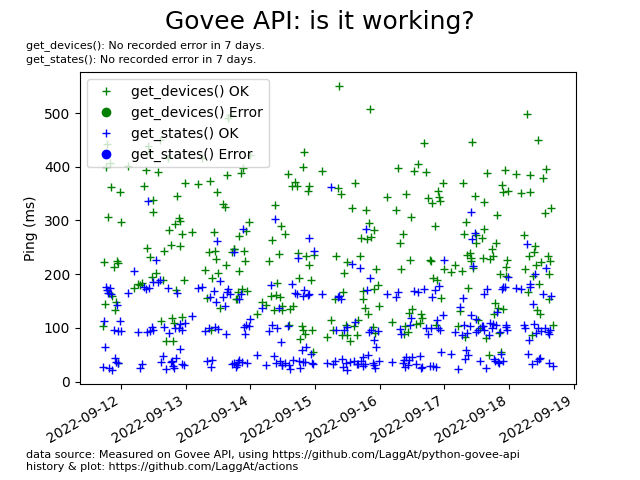 Govee API: is it working?
get_devices(): No recorded error in 7 days.
get_states(): No recorded error in 7 days.
get_devices() OK
get_devices() Error
get_states() OK
get_states() Error
Ping (ms)
500
400
300
200
100
0
2022-09-12
2022-09-13
2022-09-14
2022-09-15
2022-09-16
2022-09-17
2022-09-18
2022-09-19
data source: Measured on Govee API, using https://github.com/LaggAt/python-govee-api
history & plot: https://github.com/LaggAt/actions